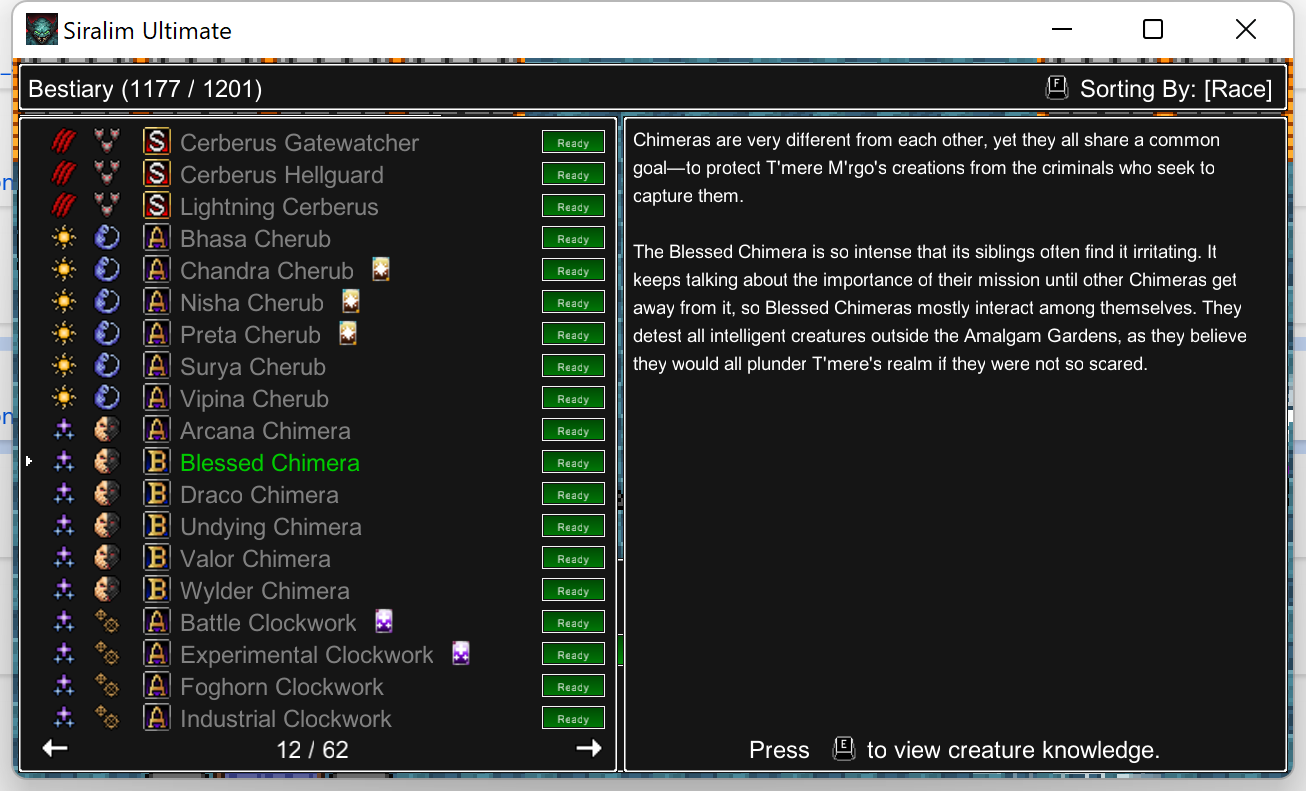 Siralim Ultimate
Bestiary (1177 / 1201)
F Sorting By: [Race]
S Cerberus Gatewatcher Ready
S Cerberus Hellguard Ready
S Lightning Cerberus Ready
A Bhasa Cherub Ready
A Chandra Cherub Ready
A Nisha Cherub Ready
A Preta Cherub Ready
A Surya Cherub Ready
A Vipina Cherub Ready
A Arcana Chimera Ready
B Blessed Chimera Ready
B Draco Chimera Ready
B Undying Chimera Ready
B Valor Chimera Ready
B Wylder Chimera Ready
A Battle Clockwork Ready
A Experimental Clockwork Ready
A Foghorn Clockwork Ready
A Industrial Clockwork Ready
12 / 62
Chimeras are very different from each other, yet they all share a common
goal—to protect T'mere M'rgo's creations from the criminals who seek to
capture them.
The Blessed Chimera is so intense that its siblings often find it irritating. It
keeps talking about the importance of their mission until other Chimeras get
away from it, so Blessed Chimeras mostly interact among themselves. They
detest all intelligent creatures outside the Amalgam Gardens, as they believe
they would all plunder T'mere's realm if they were not so scared.
Press E to view creature knowledge.